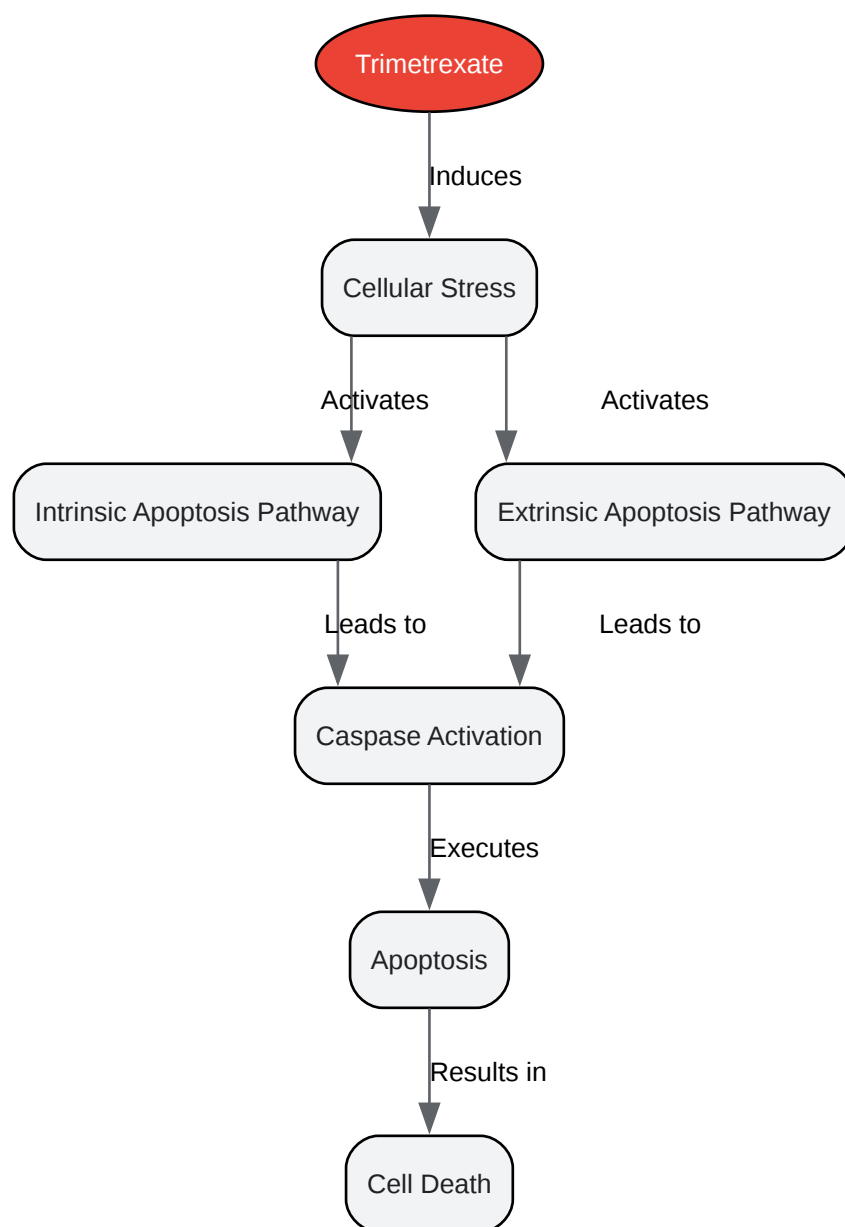 Trimetrexate
Induces
Cellular Stress
Activates
Activates
Intrinsic Apoptosis Pathway
Extrinsic Apoptosis Pathway
Leads to
Leads to
Caspase Activation
Executes
Apoptosis
Results in
Cell Death